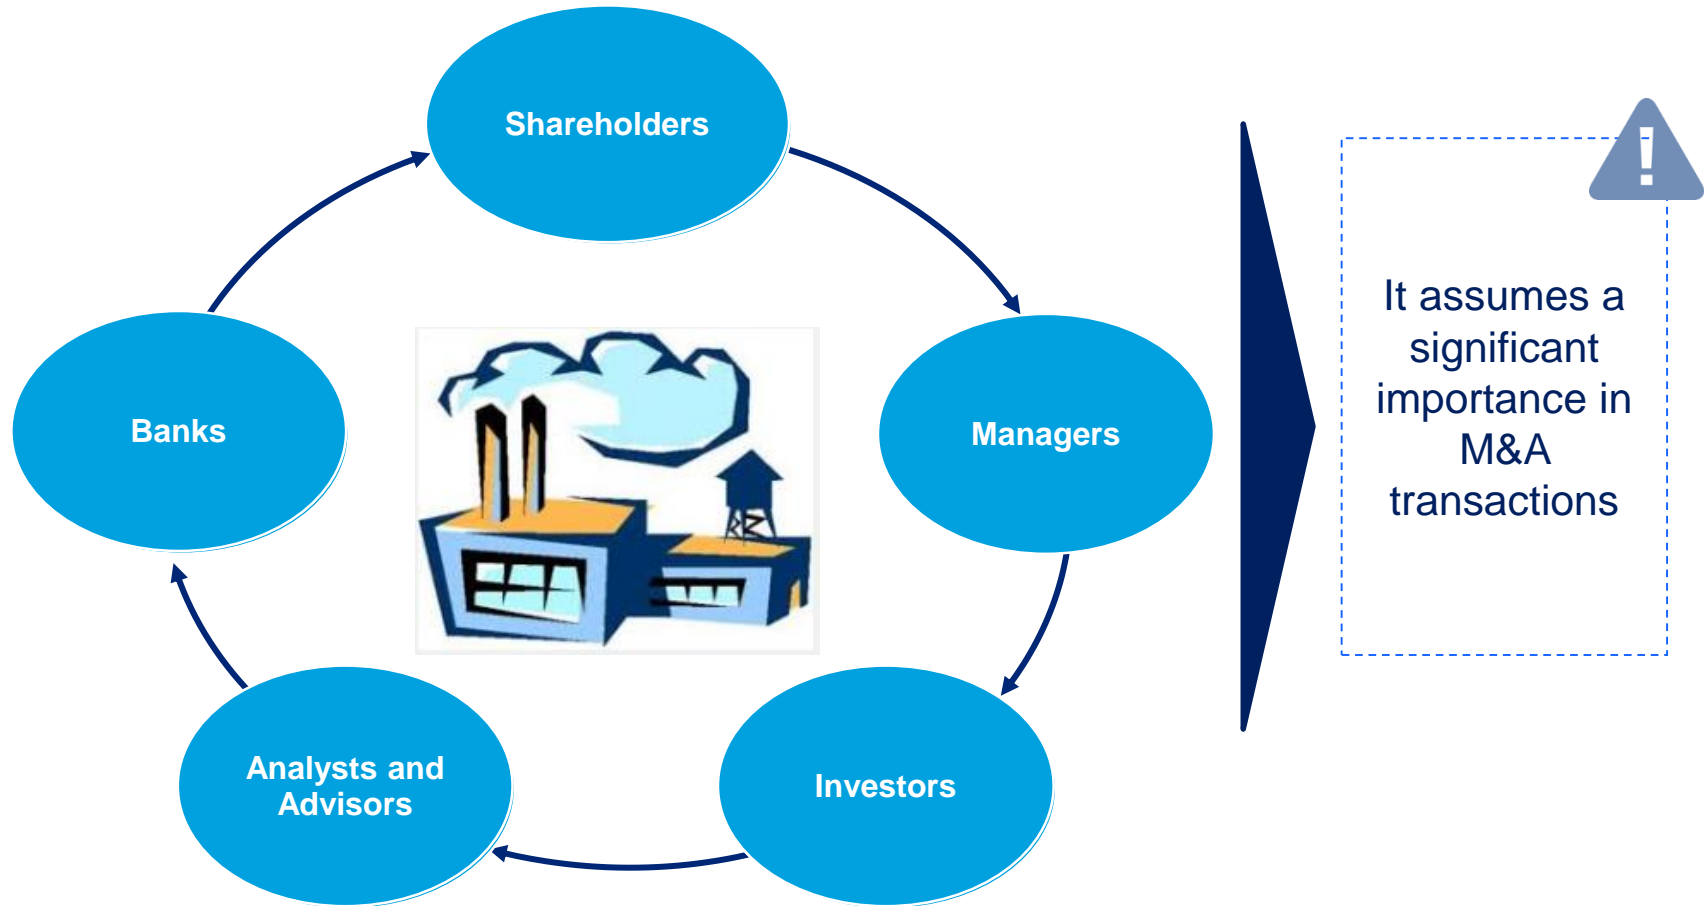 Shareholders
Banks
Managers
Analysts and
Advisors
Investors
!
It assumes a
significant
importance in
M&A
transactions